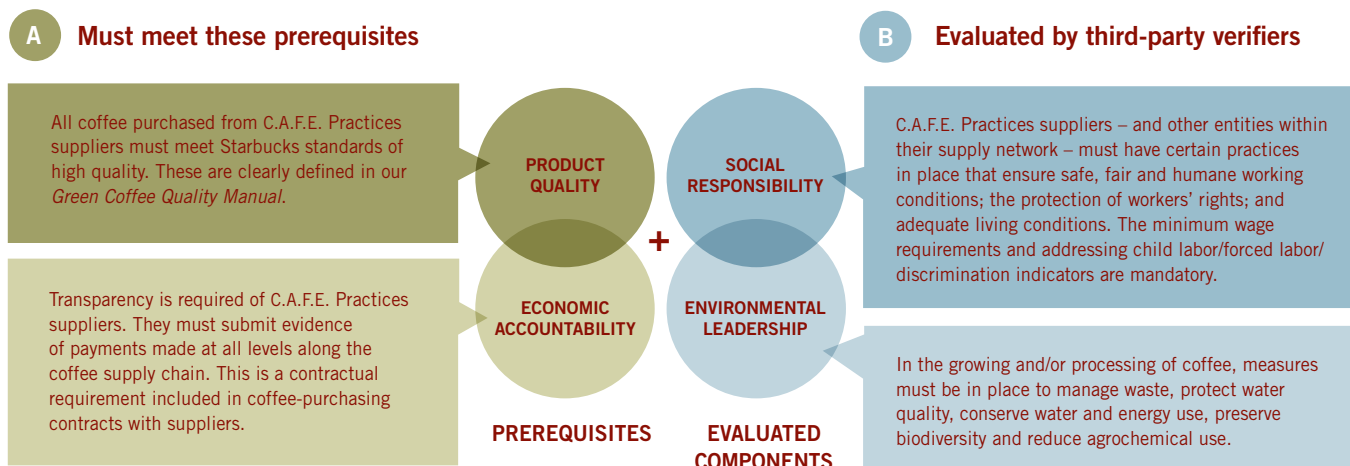 A Must meet these prerequisites
All coffee purchased from C.A.F.E. Practices
suppliers must meet Starbucks standards of
high quality. These are clearly defined in our
Green Coffee Quality Manual.
Transparency is required of C.A.F.E. Practices
suppliers. They must submit evidence
of payments made at all levels along the
coffee supply chain. This is a contractual
requirement included in coffee-purchasing
contracts with suppliers.
PRODUCT
QUALITY
ECONOMIC
ACCOUNTABILITY
PREREQUISITES
+
SOCIAL
RESPONSIBILITY
ENVIRONMENTAL
LEADERSHIP
EVALUATED
COMPONENTS
B Evaluated by third-party verifiers
C.A.F.E. Practices suppliers – and other entities within
their supply network – must have certain practices
in place that ensure safe, fair and humane working
conditions; the protection of workers’ rights; and
adequate living conditions. The minimum wage
requirements and addressing child labor/forced labor/
discrimination indicators are mandatory.
In the growing and/or processing of coffee, measures
must be in place to manage waste, protect water
quality, conserve water and energy use, preserve
biodiversity and reduce agrochemical use.